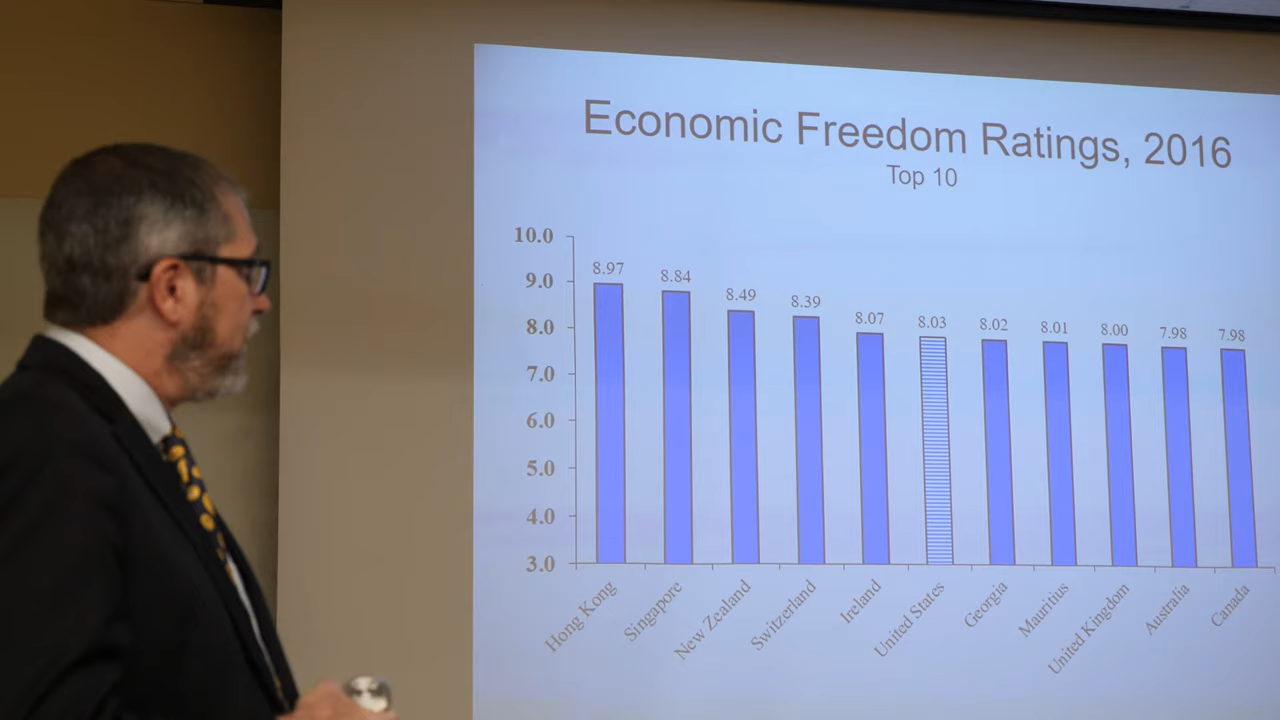 Economic Freedom Ratings, 2016
Top 10
10.0
9.0
8.0
7.0
6.0
5.0
4.0
3.0
8.97 8.84 8.49 8.39 8.07 8.03 8.02 8.01 8.00 7.98 7.98
Hong Kong
Singapore
New Zealand
Switzerland
Ireland
United States
Georgia
Mauritius
United Kingdom
Australia
Canada